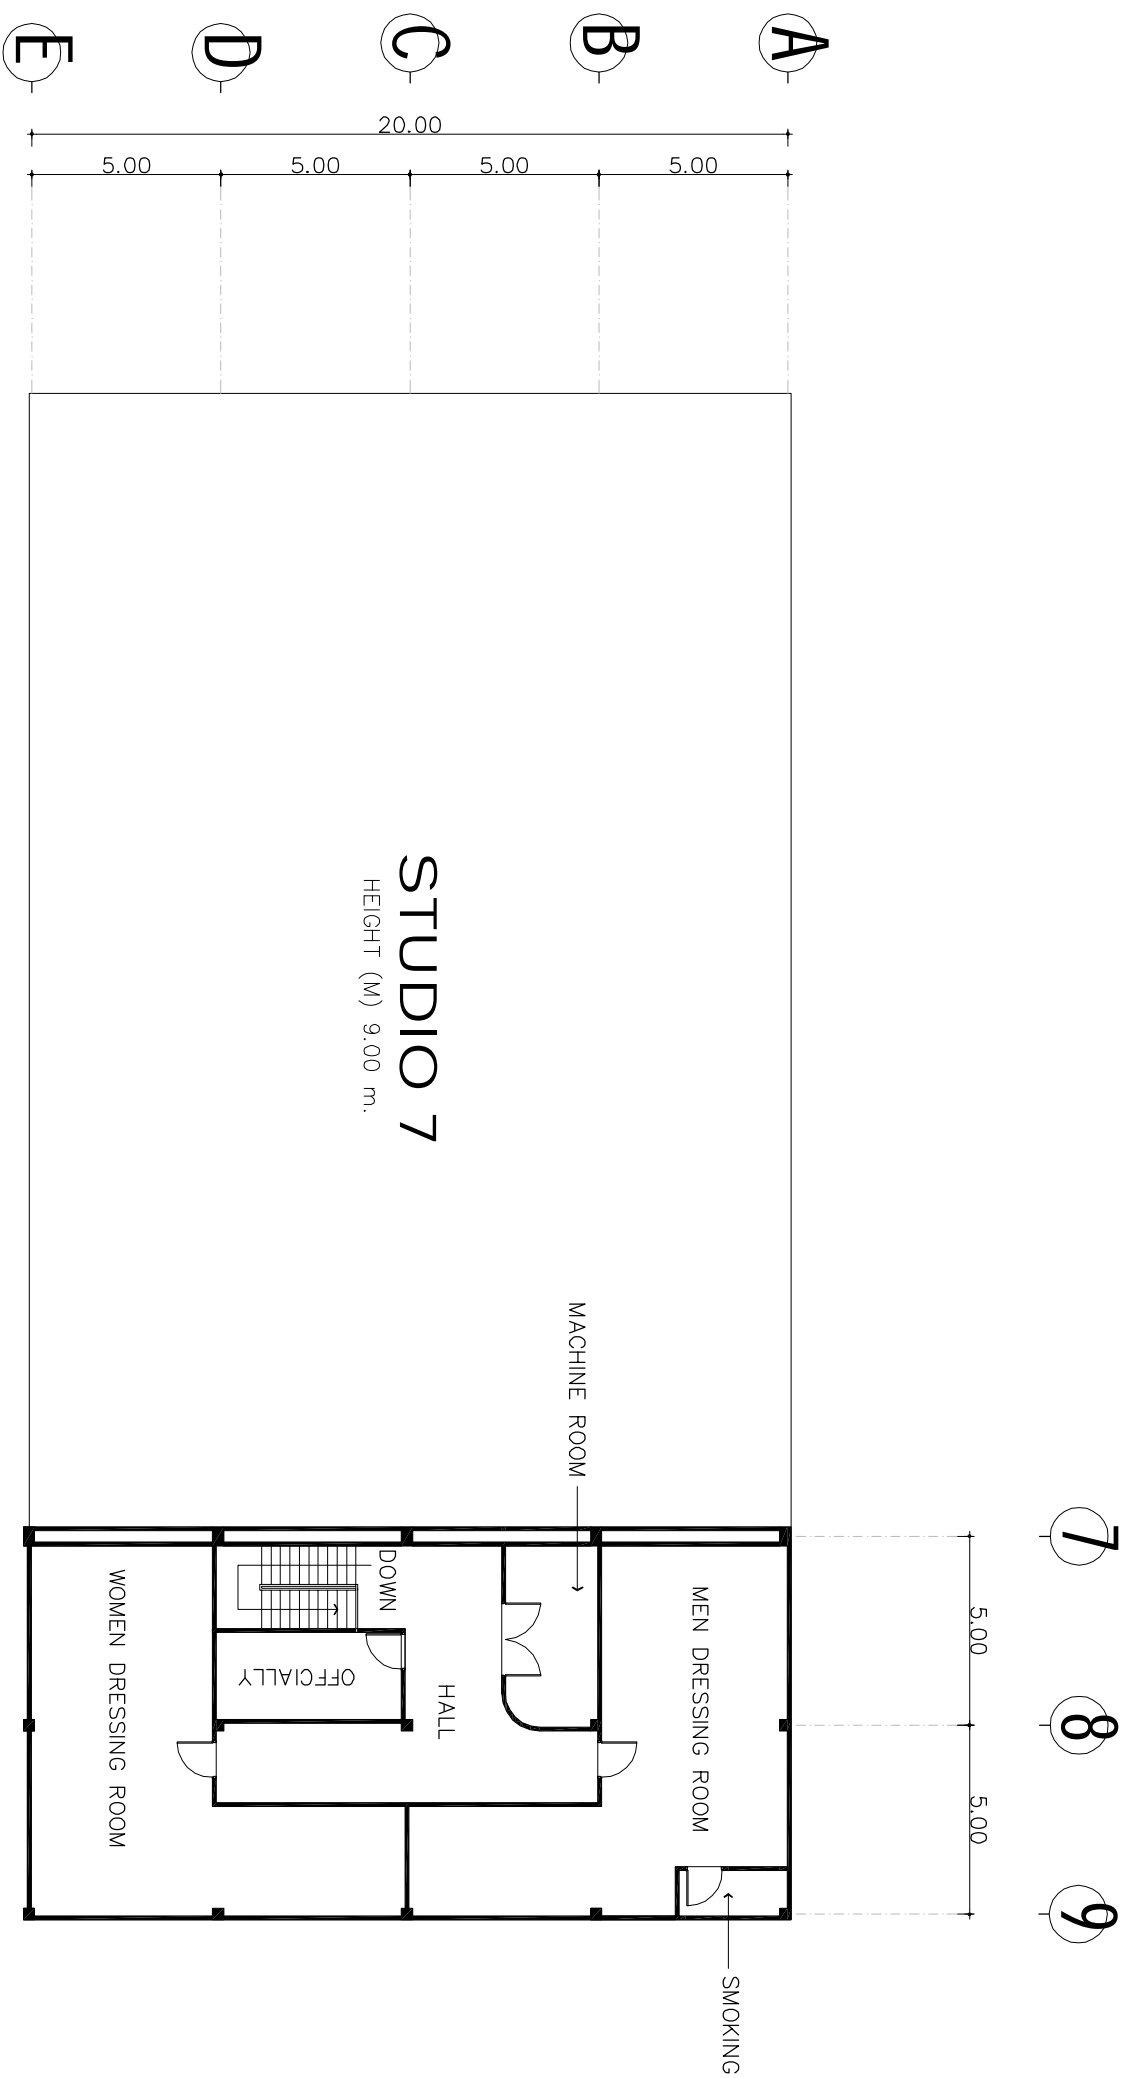 E
D
C
B
A
20.00
5.00
5.00
5.00
5.00
STUDIO 7
HEIGHT (M) 9.00 m.
MACHINE ROOM
7
5.00
8
5.00
9
DOWN
OFFCIALLY
HALL
WOMEN DRESSING ROOM
MEN DRESSING ROOM
SMOKING